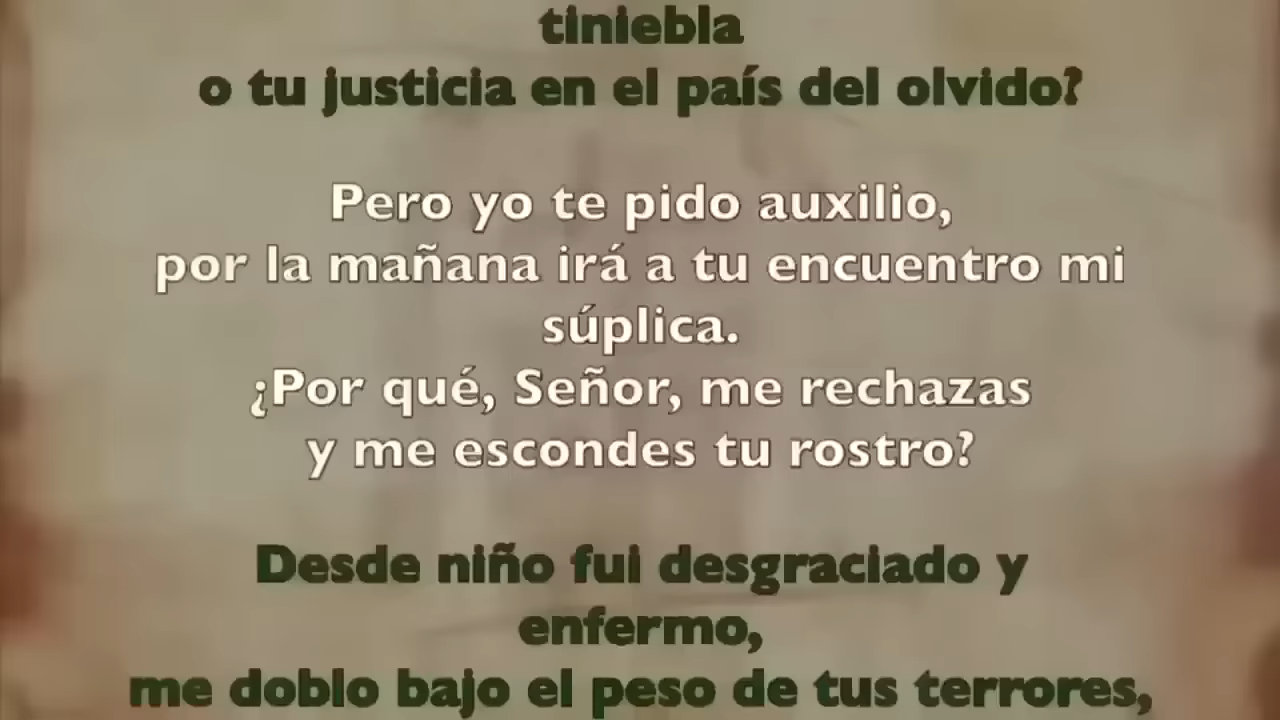 tiniebla
o tu justicia en el país del olvido?
Pero yo te pido auxilio,
por la mañana irá a tu encuentro mi
súplica.
¿Por qué, Señor, me rechazas
y me escondes tu rostro?
Desde niño fui desgraciado y
enfermo,
me doblo bajo el peso de tus terrores,